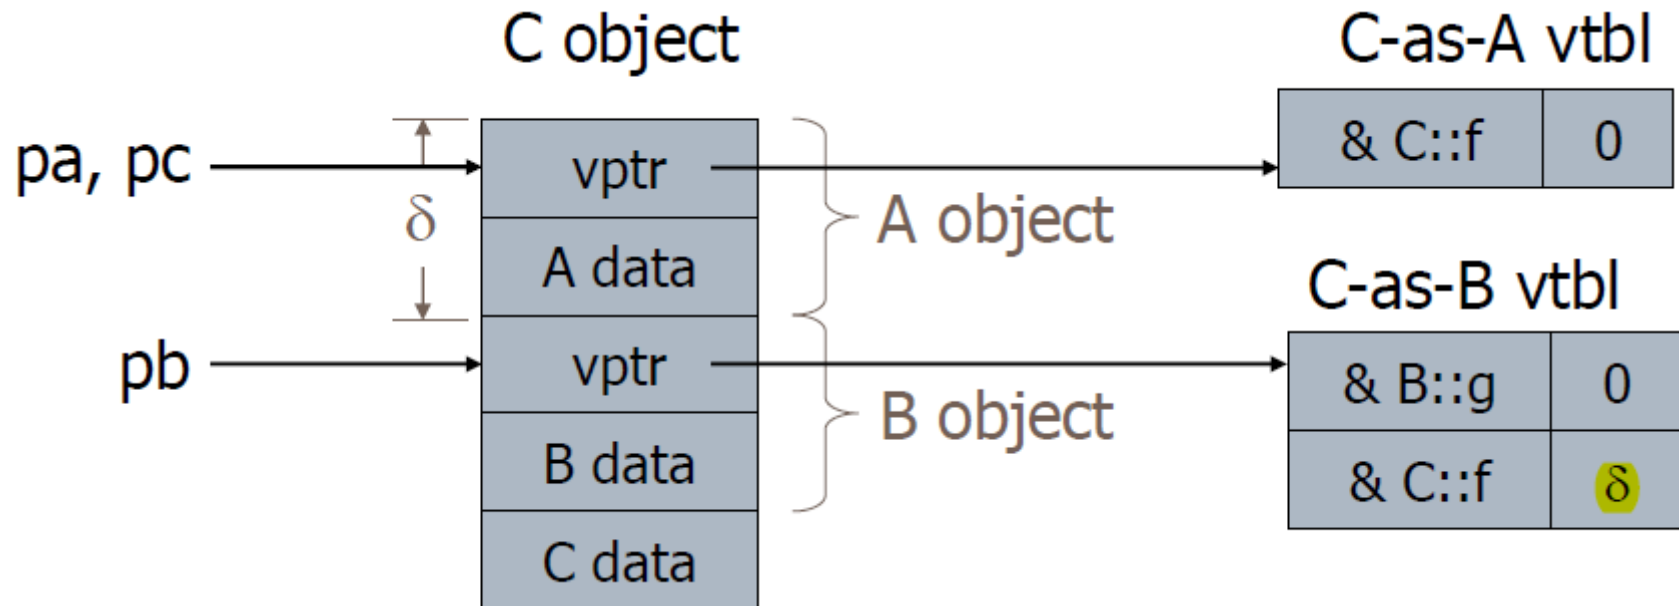 C object
C-as-A vtbl
pa, pc
δ
vptr
A data
A object
& C::f 0
pb
vptr
B data
C data
B object
C-as-B vtbl
& B::g 0
& C::f δ